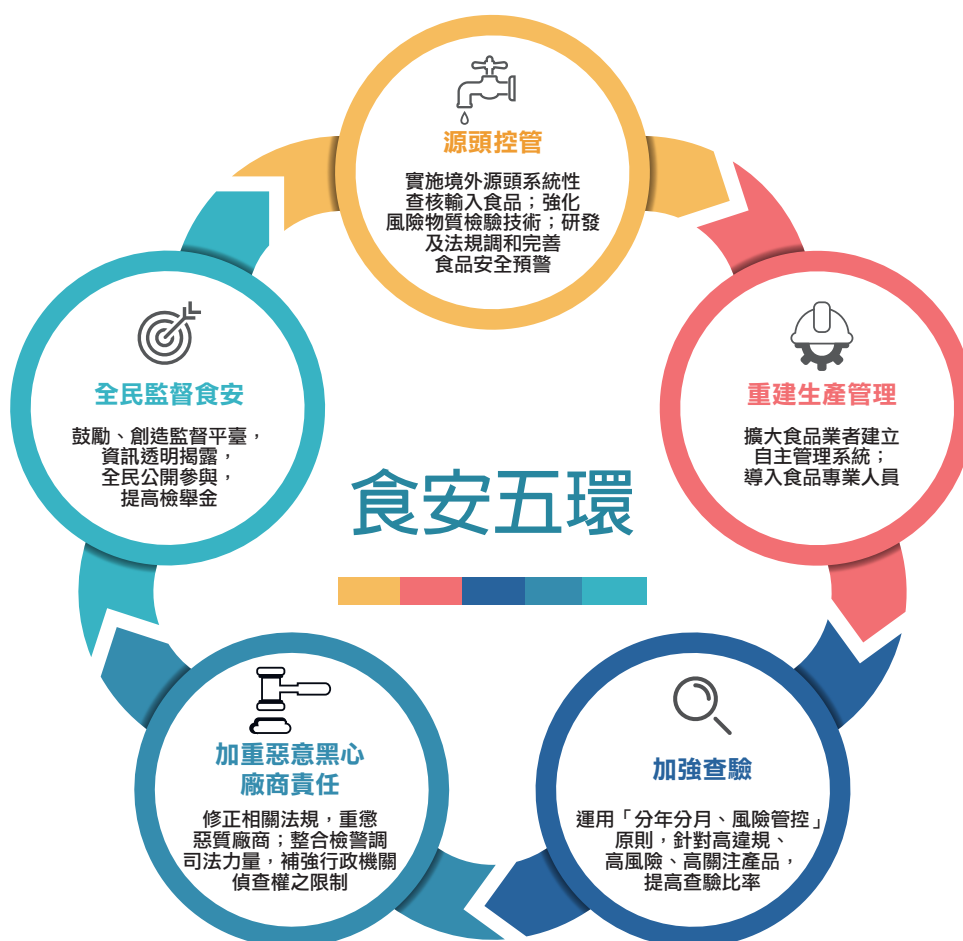 源頭控管
實施境外源頭系統性
查核輸入食品；強化
風險物質檢驗技術；研發
及法規調和完善
食品安全預警
重建生產管理
擴大食品業者建立
自主管理系統；
導入食品專業人員
加強查驗
運用「分年分月、風險管控」
原則，針對高違規、
高風險、高關注產品，
提高查驗比率
加重惡意黑心
廠商責任
修正相關法規，重懲
惡質廠商；整合檢警調
司法力量，補強行政機關
偵查權之限制
全民監督食安
鼓勵、創造監督平臺，
資訊透明揭露，
全民公開參與，
提高檢舉金
食安五環